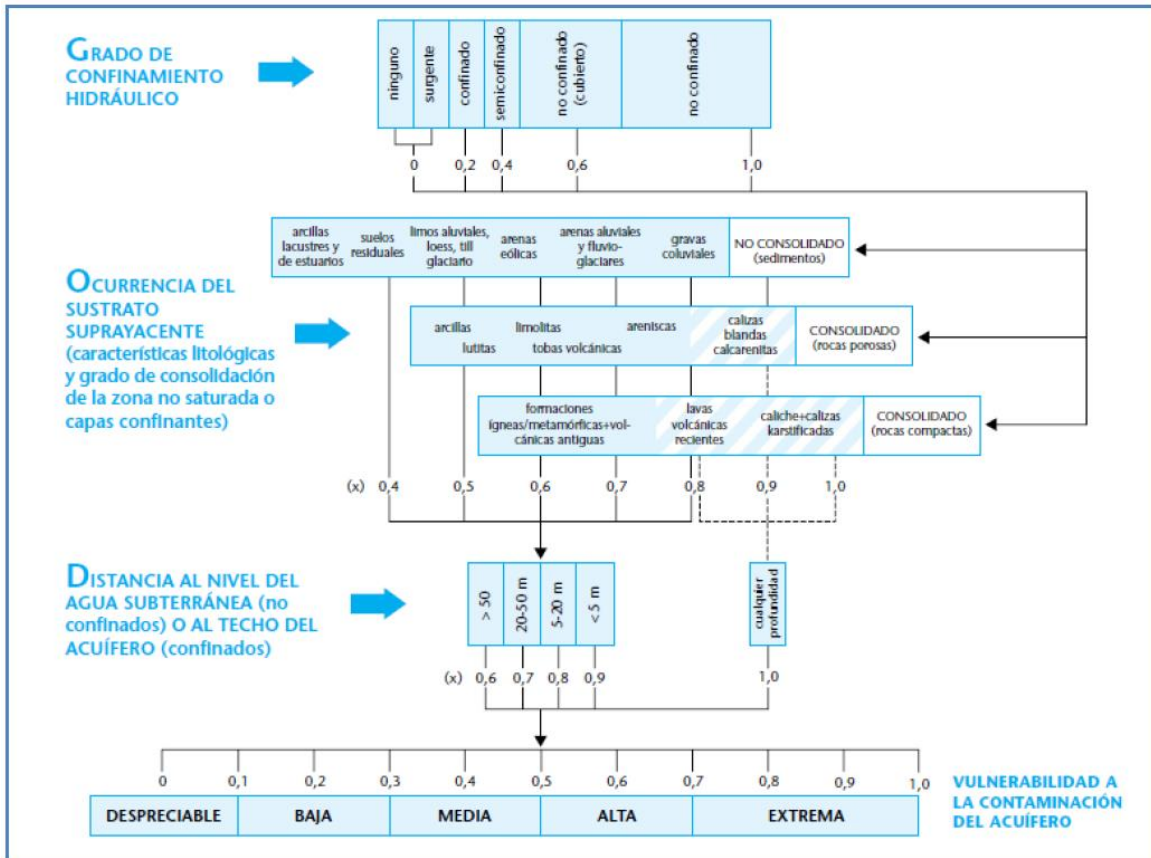 GRADO DE
CONFINAMIENTO
HIDRÁULICO
ninguno
surgente
confinado
semiconfinado
no confinado
(cubierto)
no confinado
0
0,2
0,4
0,6
1,0
OCURRENCIA DEL
SUSTRATO
SUPRAYACENTE
(características litológicas
y grado de consolidación
de la zona no saturada o
capas confinantes)
arcillas
lacustres y
de estuarios
suelos
residuales
limos aluviales,
loess, till
glaciario
arenas
eólicas
arenas aluviales
y fluvio-
glaciares
gravas
coluviales
NO CONSOLIDADO
(sedimentos)
arcillas
lutitas
limolitas
tobas volcánicas
areniscas
calizas
blandas
calcarenitas
CONSOLIDADO
(rocas porosas)
formaciones
ígneas/metamórficas+vol-
cánicas antiguas
lavas
volcánicas
recientes
caliche+calizas
karstificadas
CONSOLIDADO
(rocas compactas)
(x) 0,4 0,5 0,6 0,7 0,8 0,9 1,0
DISTANCIA AL NIVEL DEL
AGUA SUBTERRÁNEA (no
confinados) O AL TECHO DEL
ACUÍFERO (confinados)
> 50
20-50 m
5-20 m
<5 m
cualquier
profundidad
(x) 0,6 0,7 0,8 0,9 1,0
0 0,1 0,2 0,3 0,4 0,5 0,6 0,7 0,8 0,9 1,0
DESPRECIABLE BAJA MEDIA ALTA EXTREMA
VULNERABILIDAD A
LA CONTAMINACIÓN
DEL ACUÍFERO